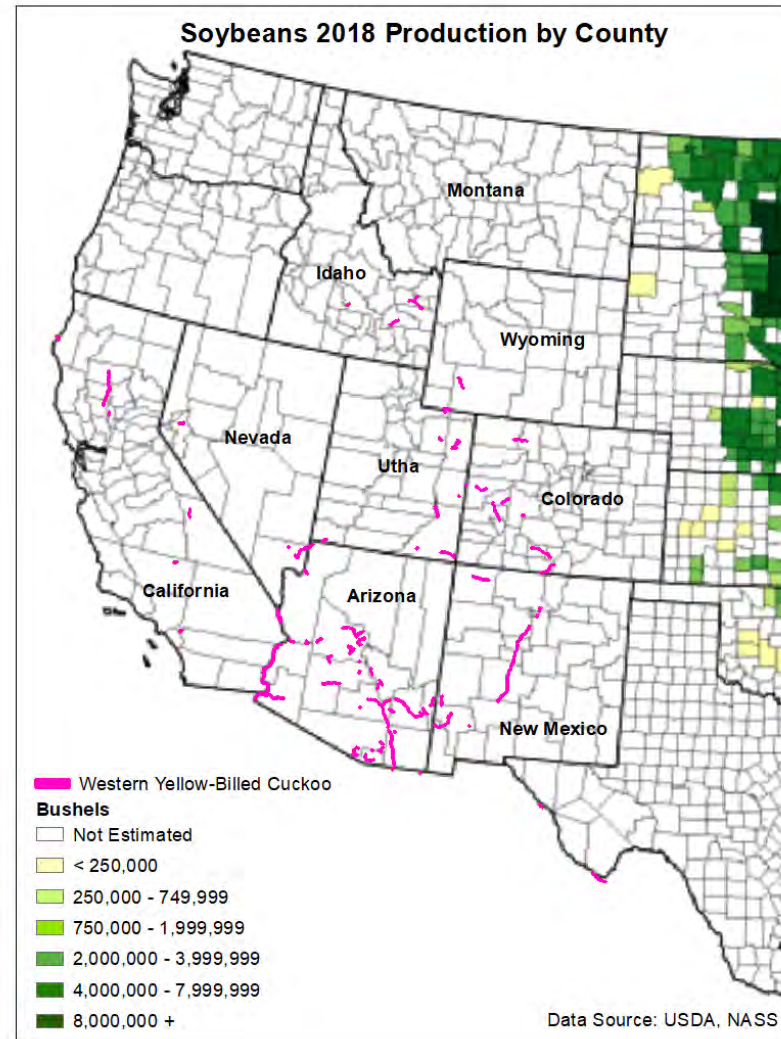 Soybeans 2018 Production by County
Montana
Idaho
Wyoming
Nevada
Utha
Colorado
California
Arizona
New Mexico
Western Yellow-Billed Cuckoo
Bushels
Not Estimated
< 250,000
250,000 - 749,999
750,000 - 1,999,999
2,000,000 - 3,999,999
4,000,000 - 7,999,999
8,000,000 +
Data Source: USDA, NASS